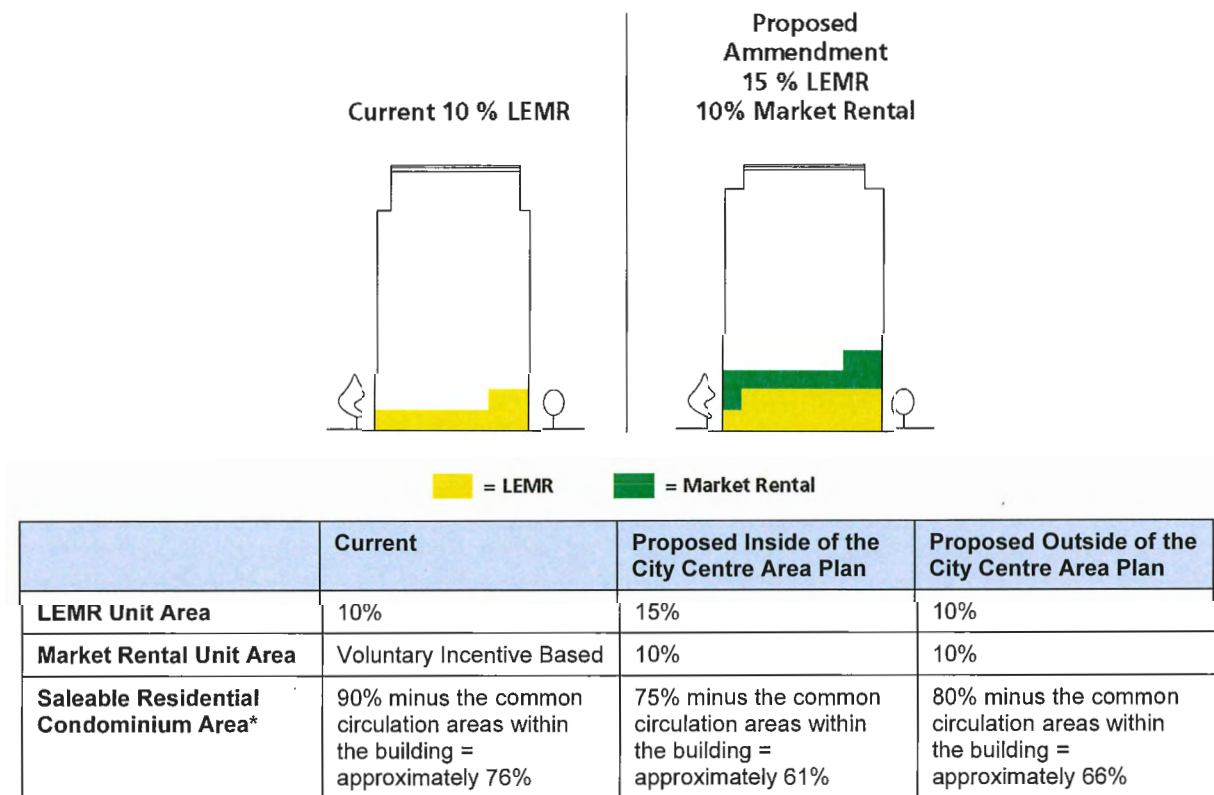 Current 10 % LEMR
Proposed
Ammendment
15 % LEMR
10% Market Rental
= LEMR
= Market Rental
Current
Proposed Inside of the
City Centre Area Plan
Proposed Outside of the
City Centre Area Plan
LEMR Unit Area
10%
15%
10%
Market Rental Unit Area
Voluntary Incentive Based
10%
10%
Saleable Residential
Condominium Area*
90% minus the common
circulation areas within
the building =
approximately 76%
75% minus the common
circulation areas within
the building =
approximately 61%
80% minus the common
circulation areas within
the building =
approximately 66%